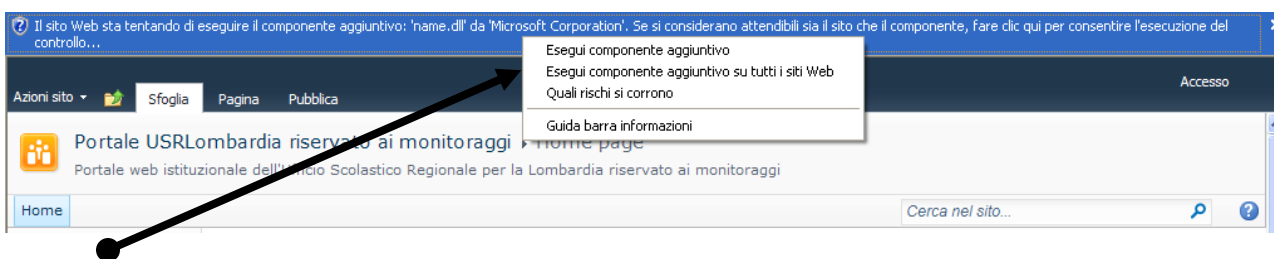 Il sito Web sta tentando di eseguire il componente aggiuntivo: 'name.dll' da 'Microsoft Corporation'. Se si considerano attendibili sia il sito che il componente, fare clic qui per consentire l'esecuzione del
controllo...
Esegui componente aggiuntivo
Esegui componente aggiuntivo su tutti i siti Web
Quali rischi si corrono
Guida barra informazioni
Azioni sito
Sfoglia
Pagina
Pubblica
Accesso
Portale USRLombardia riservato ai monitoraggi Home page
Portale web istituzionale dell'Ufficio Scolastico Regionale per la Lombardia riservato ai monitoraggi
Home
Cerca nel sito...